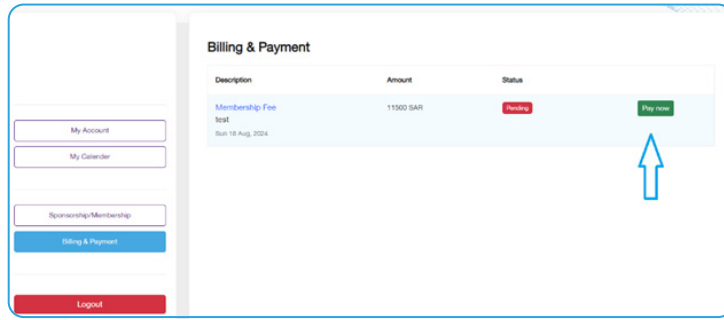 My Account
My Calender
Sponsorship/Membership
Billing & Payment
Logout
Billing & Payment
Description Amount Status
Membership Fee 11500 SAR Pending Pay now
test
Sun 18 Aug, 2024